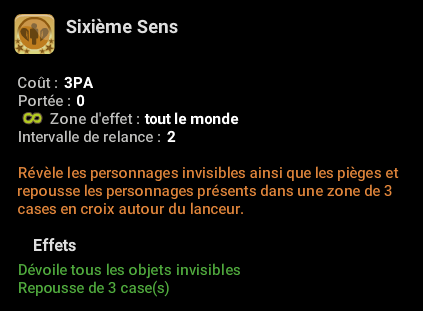 Sixième Sens
Coût : 3PA
Portée : 0
Zone d'effet : tout le monde
Intervalle de relance : 2
Révèle les personnages invisibles ainsi que les pièges et
repousse les personnages présents dans une zone de 3
cases en croix autour du lanceur.
Effets
Dévoile tous les objets invisibles
Repousse de 3 case(s)